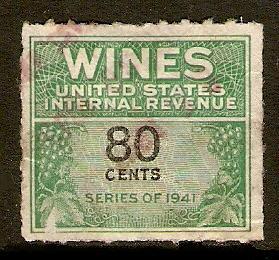 WINES
UNITED STATES
INTERNAL REVENUE
80
CENTS
SERIES OF 1941